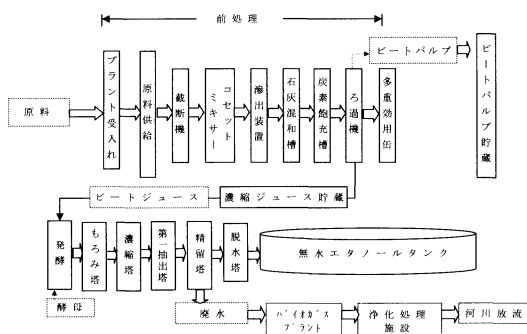 前処理
ビートパルプ
ビートパルプ貯蔵
原料
プラント受入れ
原料供給
截断機
コセットミキサー
滲出装置
石灰混和槽
炭素飽充槽
ろ過機
多重効用缶
ビートジュース
濃縮ジュース貯蔵
発酵
もろみ塔
濃縮塔
第一抽出塔
精留塔
脱水塔
無水エタノールタンク
酵母
廃水
バイオガスプラント
浄化処理施設
河川放流